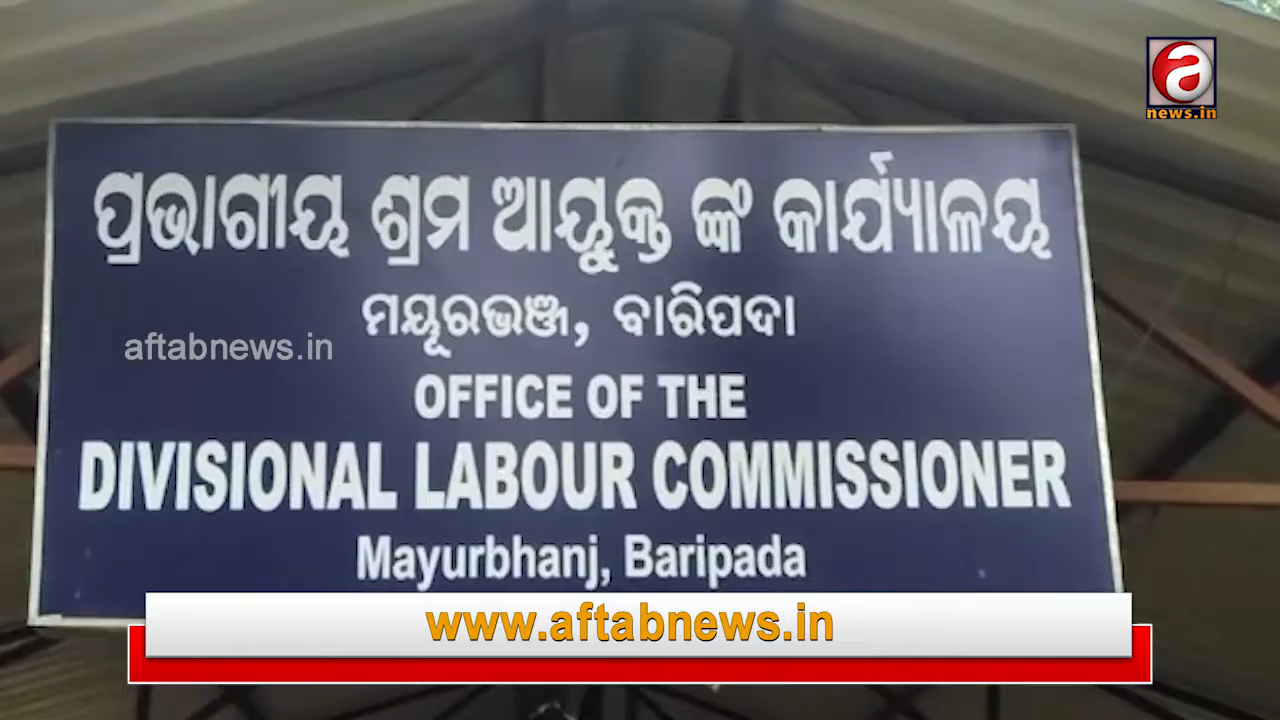 a
news.in
ପ୍ରଭାଗୀୟ ଶ୍ରମ ଆୟୁକ୍ତ ଙ୍କ କାର୍ଯ୍ୟାଳୟ
ମୟୂରଭଞ୍ଜ, ବାରିପଦା
aftabnews.in
OFFICE OF THE
DIVISIONAL LABOUR COMMISSIONER
Mayurbhanj, Baripada
www.aftabnews.in